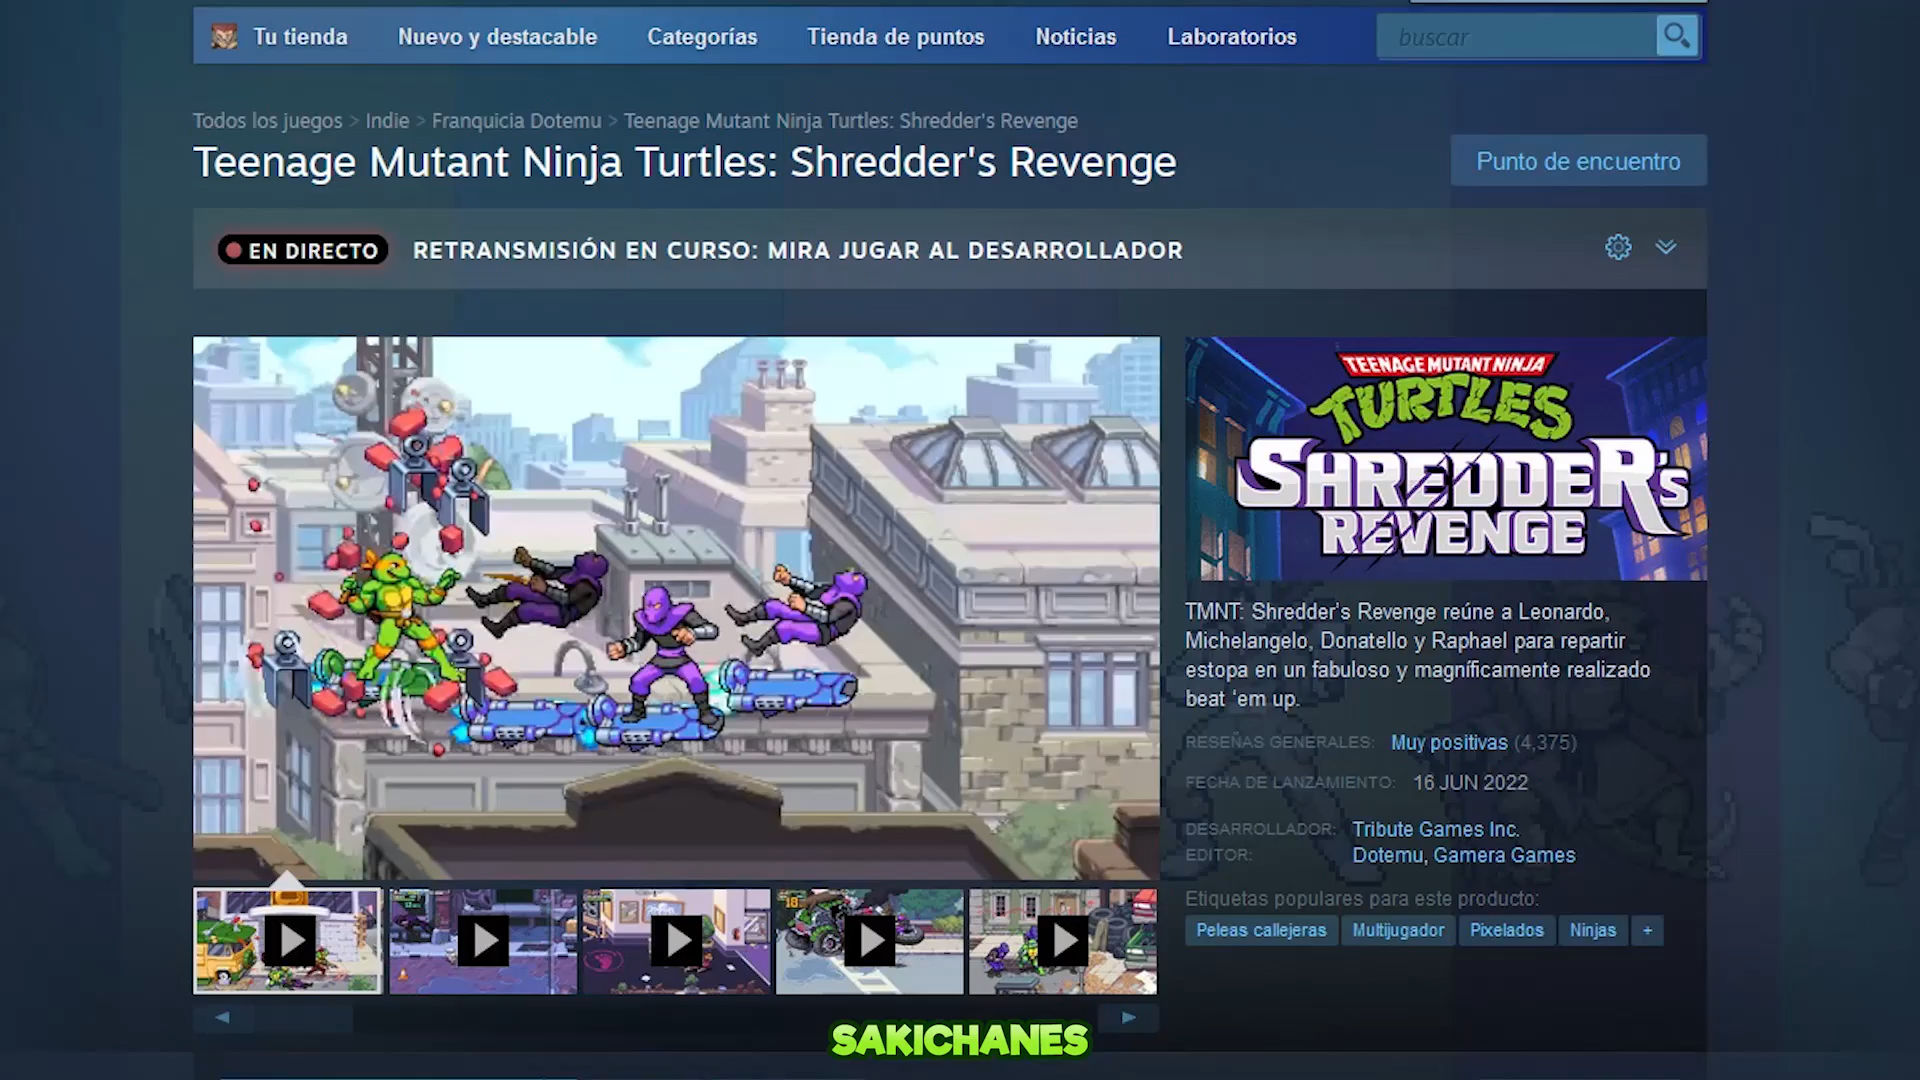 Tu tienda
Nuevo y destacable
Categorías
Tienda de puntos
Noticias
Laboratorios
buscar
Todos los juegos > Indie > Franquicia Dotemu > Teenage Mutant Ninja Turtles: Shredder's Revenge
Teenage Mutant Ninja Turtles: Shredder's Revenge
Punto de encuentro
EN DIRECTO
RETRANSMISIÓN EN CURSO: MIRA JUGAR AL DESARROLLADOR
TEENAGE MUTANT NINJA
TURTLES
SHREDDER'S
REVENGE
TMNT: Shredder's Revenge reúne a Leonardo,
Michelangelo, Donatello y Raphael para repartir
estopa en un fabuloso y magníficamente realizado
beat 'em up.
RESEÑAS GENERALES: Muy positivas (4,375)
FECHA DE LANZAMIENTO: 16 JUN 2022
DESARROLLADOR: Tribute Games Inc.
EDITOR: Dotemu, Gamera Games
Etiquetas populares para este producto:
Peleas callejeras
Multijugador
Pixelados
Ninjas
+
SAKICHANES